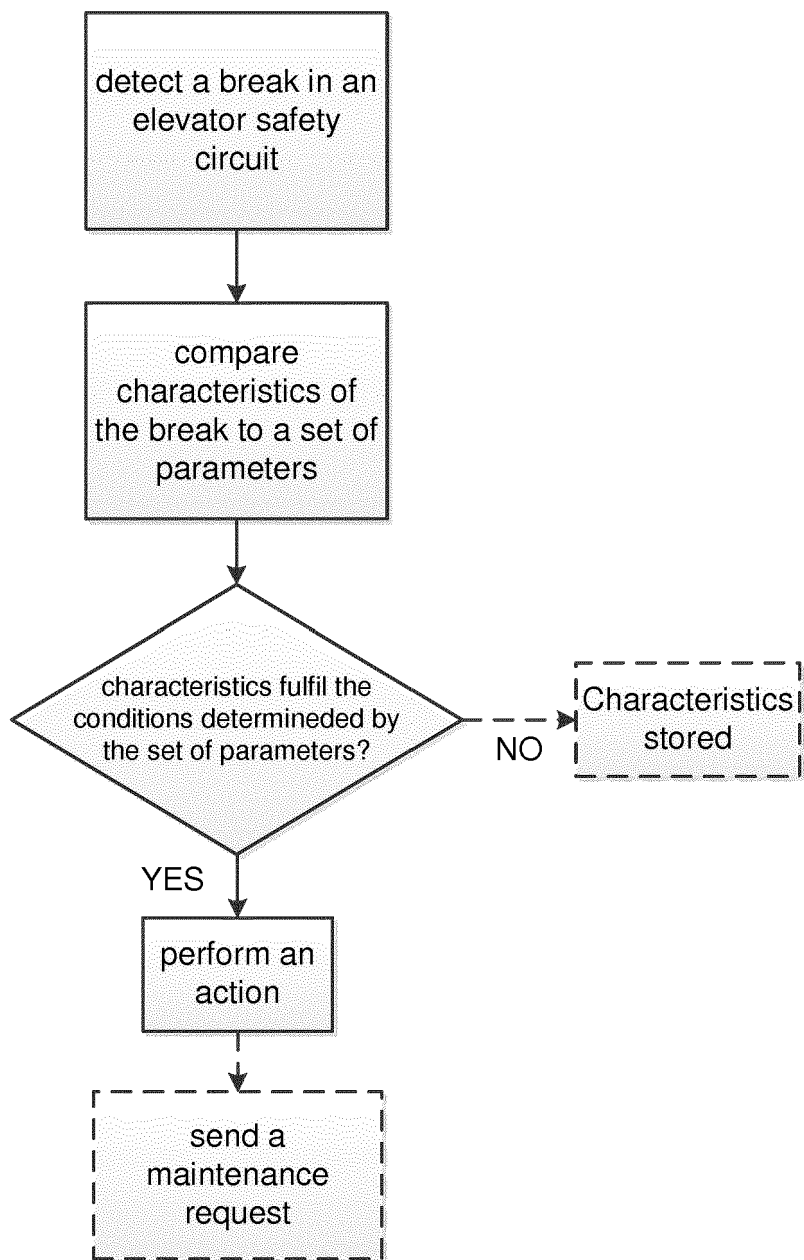 detect a break in an
elevator safety
circuit
compare
characteristics of
the break to a set of
parameters
characteristics fulfil the
conditions determineded by
the set of parameters?
NO
Characteristics
stored
YES
perform an
action
send a
maintenance
request